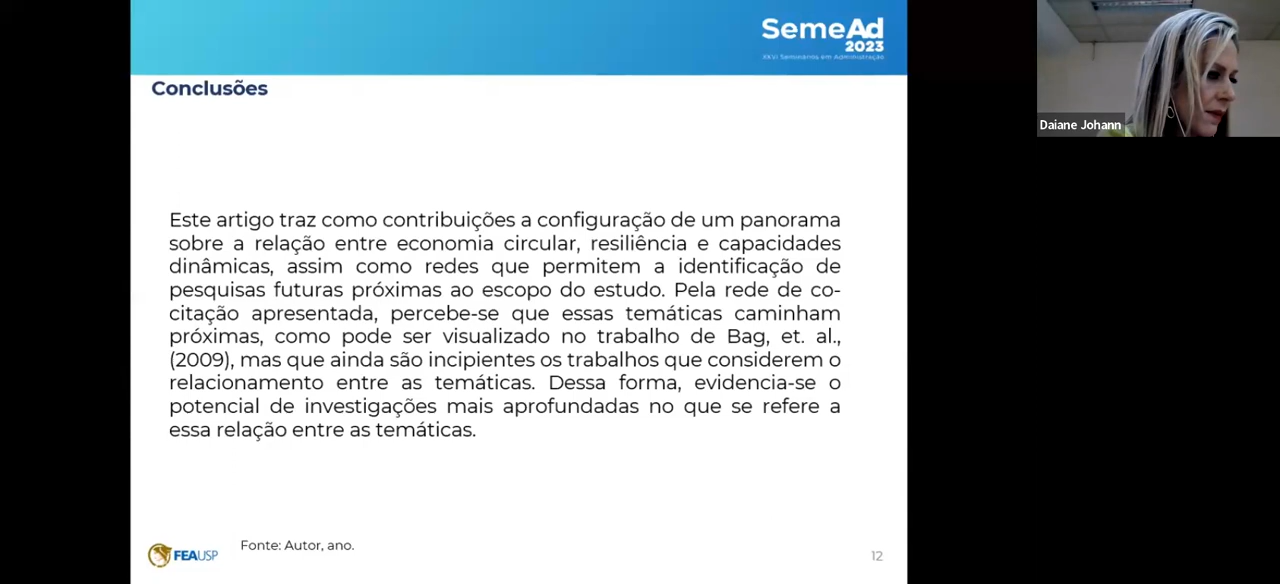 SemeAd
2023
XXVI Seminários em Administração
Conclusões
Daiane Johann
Este artigo traz como contribuições a configuração de um panorama
sobre a relação entre economia circular, resiliência e capacidades
dinâmicas, assim como redes que permitem a identificação de
pesquisas futuras próximas ao escopo do estudo. Pela rede de co-
citação apresentada, percebe-se que essas temáticas caminham
próximas, como pode ser visualizado no trabalho de Bag, et. al.,
(2009), mas que ainda são incipientes os trabalhos que considerem o
relacionamento entre as temáticas. Dessa forma, evidencia-se o
potencial de investigações mais aprofundadas no que se refere a
essa relação entre as temáticas.
Fonte: Autor, ano.
FEAUSP
12